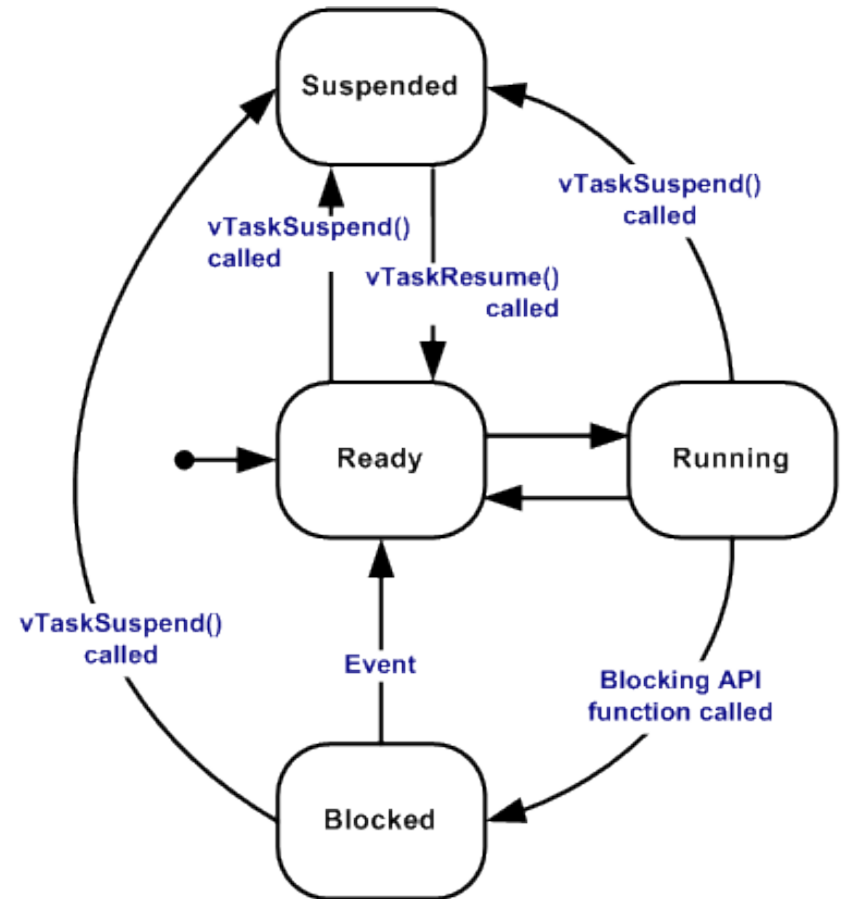 Suspended
vTaskSuspend()
called
vTaskSuspend()
called
vTaskResume()
called
Ready
Running
vTaskSuspend()
called
Event
Blocking API
function called
Blocked